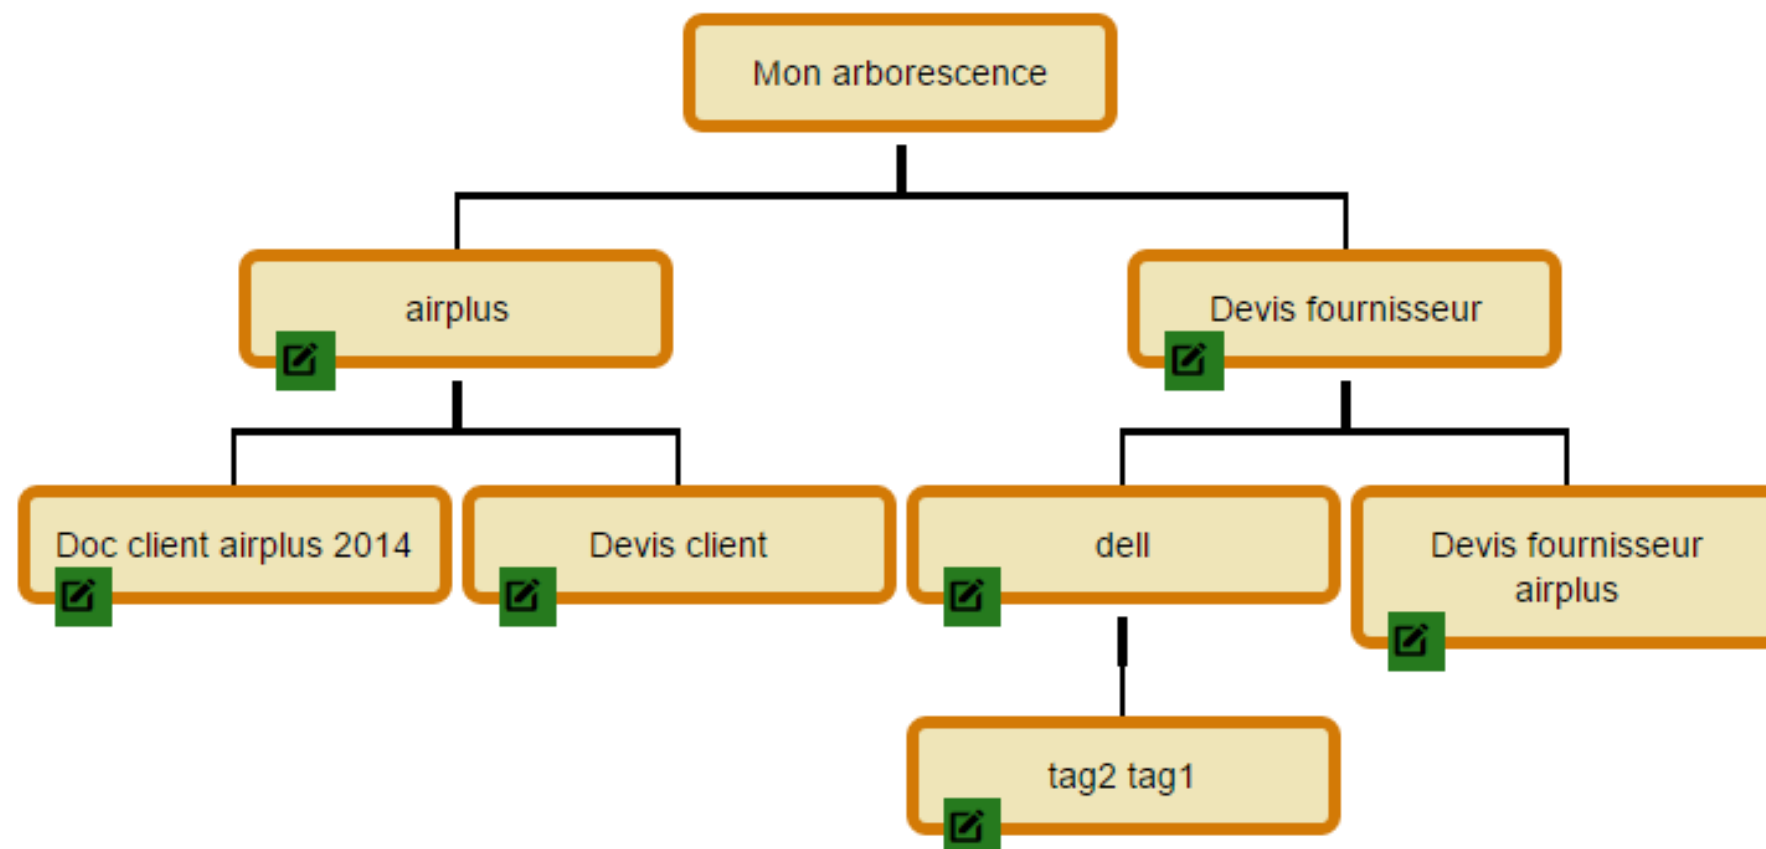 Mon arborescence
airplus
Devis fournisseur
Doc client airplus 2014
Devis client
dell
Devis fournisseur
airplus
tag2 tag1